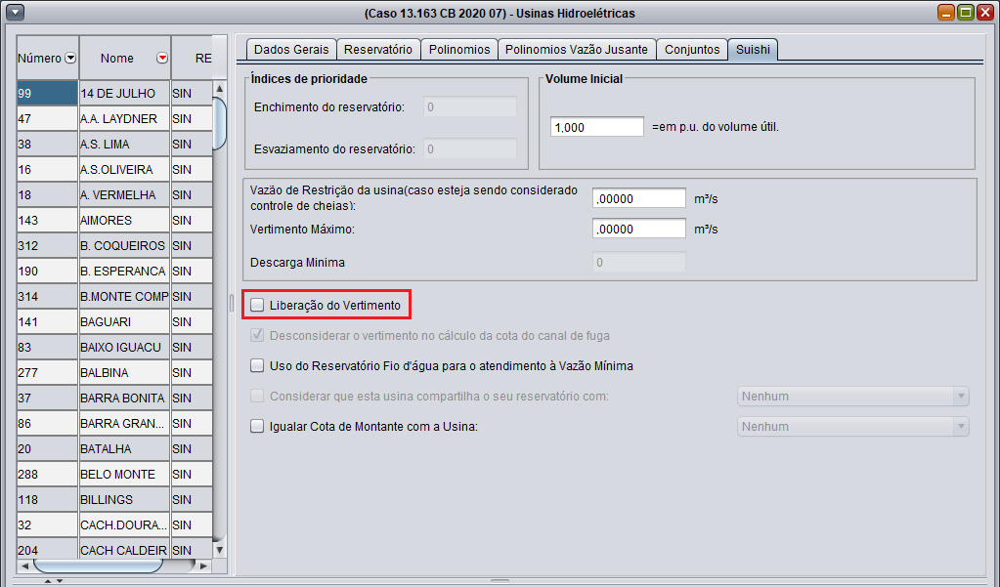 (Caso 13.163 CB 2020 07) - Usinas Hidroelétricas
Número Nome RE
99 14 DE JULHO SIN
47 A.A. LAYDNER SIN
38 A.S. LIMA SIN
16 A.S.OLIVEIRA SIN
18 A. VERMELHA SIN
143 AIMORES SIN
312 B. COQUEIROS SIN
190 B. ESPERANCA SIN
314 B.MONTE COMP SIN
141 BAGUARI SIN
83 BAIXO IGUACU SIN
277 BALBINA SIN
37 BARRA BONITA SIN
86 BARRA GRAN... SIN
20 BATALHA SIN
288 BELO MONTE SIN
118 BILLINGS SIN
32 CACH.DOURA... SIN
204 CACH CALDEIR SIN
Dados Gerais Reservatório Polinomios Polinomios Vazão Jusante Conjuntos Suishi
Índices de prioridade
Enchimento do reservatório: 0
Esvaziamento do reservatório: 0
Volume Inicial
1,000 =em p.u. do volume útil.
Vazão de Restrição da usina(caso esteja sendo considerado
controle de cheias): ,00000 m³/s
Vertimento Máximo: ,00000 m³/s
Descarga Minima 0
Liberação do Vertimento
Desconsiderar o vertimento no cálculo da cota do canal de fuga
Uso do Reservatório Fio d'água para o atendimento à Vazão Mínima
Considerar que esta usina compartilha o seu reservatório com: Nenhum
Igualar Cota de Montante com a Usina: Nenhum